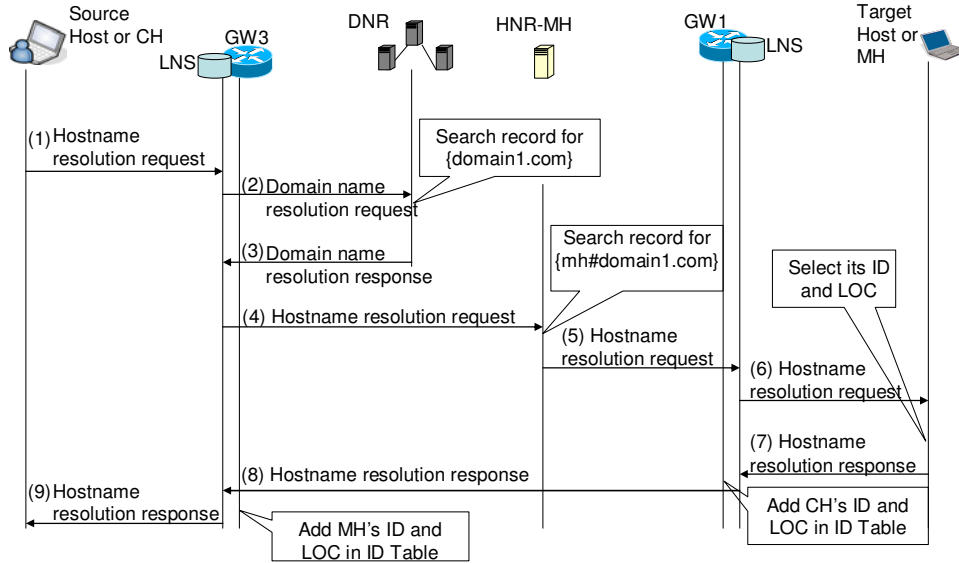 Source
Host or CH
LNS
GW3
DNR
HNR-MH
GW1
LNS
Target
Host or
MH
(1) Hostname
resolution request
(2) Domain name
resolution request
Search record for
{domain1.com}
(3) Domain name
resolution response
Search record for
{mh#domain1.com}
Select its ID
and LOC
(4) Hostname resolution request
(5) Hostname
resolution request
(6) Hostname
resolution request
(7) Hostname
resolution response
(8) Hostname resolution response
(9) Hostname
resolution response
Add CH's ID and
LOC in ID Table
Add MH's ID and
LOC in ID Table